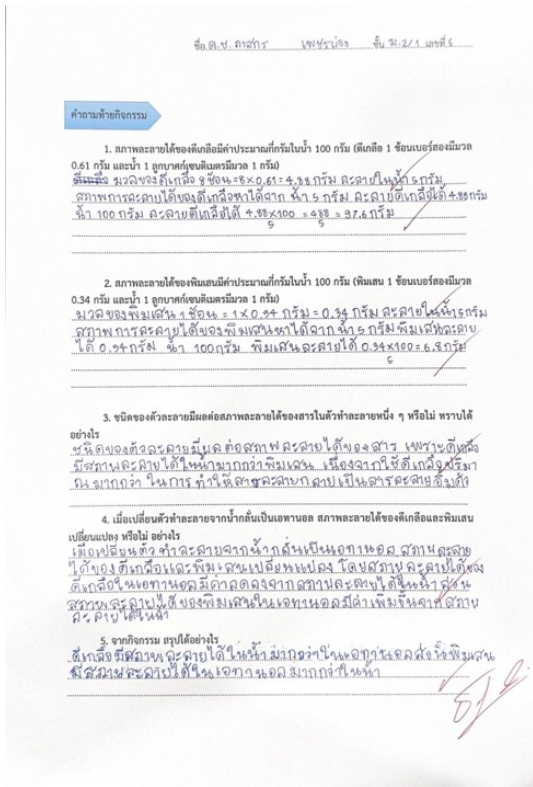 ชื่อ ด.ช. ภาสกร เพชรผ่อง ชั้น ม.2/1 เลขที่ 6
คำถามท้ายกิจกรรม
1. สภาพละลายได้ของดีเกลือมีค่าประมาณกี่กรัมในน้ำ 100 กรัม (ดีเกลือ 1 ช้อนเบอร์สองมีมวล
0.61 กรัม และน้ำ 1 ลูกบาศก์เซนติเมตรมีมวล 1 กรัม)
มวลของดีเกลือ 8 ช้อน = 8 × 0.61 = 4.88 กรัม ละลายในน้ำ 5 กรัม
สภาพการละลายได้ของดีเกลือหาได้จาก น้ำ 5 กรัม ละลายดีเกลือได้ 4.88 กรัม
น้ำ 100 กรัม ละลายดีเกลือได้ 4.88×100 = 488 = 97.6 กรัม
5 5
2. สภาพละลายได้ของพิมเสนมีค่าประมาณกี่กรัมในน้ำ 100 กรัม (พิมเสน 1 ช้อนเบอร์สองมีมวล
0.34 กรัม และน้ำ 1 ลูกบาศก์เซนติเมตรมีมวล 1 กรัม)
มวลของพิมเสน 1 ช้อน = 1 × 0.34 กรัม = 0.34 กรัม ละลายในน้ำ 5 กรัม
สภาพการละลายได้ของพิมเสนหาได้จาก น้ำ 5 กรัม พิมเสนละลาย
ได้ 0.34 กรัม น้ำ 100 กรัม พิมเสนละลายได้ 0.34×100 = 6.8 กรัม
5
3. ชนิดของตัวละลายมีผลต่อสภาพละลายได้ของสารในตัวทำละลายหนึ่ง ๆ หรือไม่ ทราบได้
อย่างไร
ชนิดของตัวละลายมีผลต่อสภาพละลายได้ของสาร เพราะดีเกลือ
มีสภาพละลายได้ในน้ำมากกว่าพิมเสน เนื่องจากใช้ดีเกลือปริมา
ณมากกว่า ในการทำให้สารละลายกลายเป็นสารละลายอิ่มตัว
4. เมื่อเปลี่ยนตัวทำละลายจากน้ำกลั่นเป็นเอทานอล สภาพละลายได้ของดีเกลือและพิมเสน
เปลี่ยนแปลง หรือไม่ อย่างไร
เมื่อเปลี่ยนตัวทำละลายจากน้ำกลั่นเป็นเอทานอล สภาพละลาย
ได้ของดีเกลือและพิมเสนเปลี่ยนแปลง โดยสภาพละลายได้ของ
ดีเกลือในเอทานอลมีค่าลดลงจากสภาพละลายได้ในน้ำ ส่วน
สภาพละลายได้ของพิมเสนในเอทานอลมีค่าเพิ่มขึ้นจากสภาพ
ละลายได้ในน้ำ
5. จากกิจกรรม สรุปได้อย่างไร
ดีเกลือมีสภาพละลายได้ในน้ำมากกว่าในเอทานอล พิมเสน
มีสภาพละลายได้ในเอทานอลมากกว่าในน้ำ